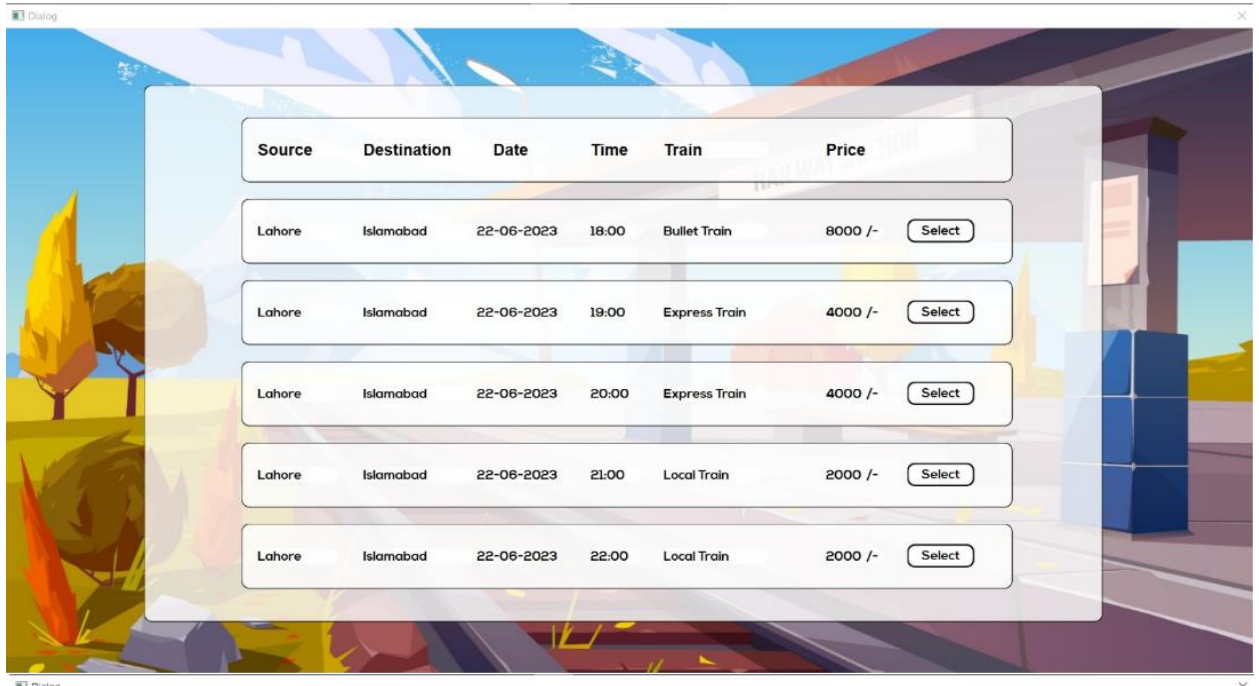 Dialog
Source Destination Date Time Train Price
RAILWAY STATION
Lahore Islamabad 22-06-2023 18:00 Bullet Train 8000 /- Select
Lahore Islamabad 22-06-2023 19:00 Express Train 4000 /- Select
Lahore Islamabad 22-06-2023 20:00 Express Train 4000 /- Select
Lahore Islamabad 22-06-2023 21:00 Local Train 2000 /- Select
Lahore Islamabad 22-06-2023 22:00 Local Train 2000 /- Select
Dialog